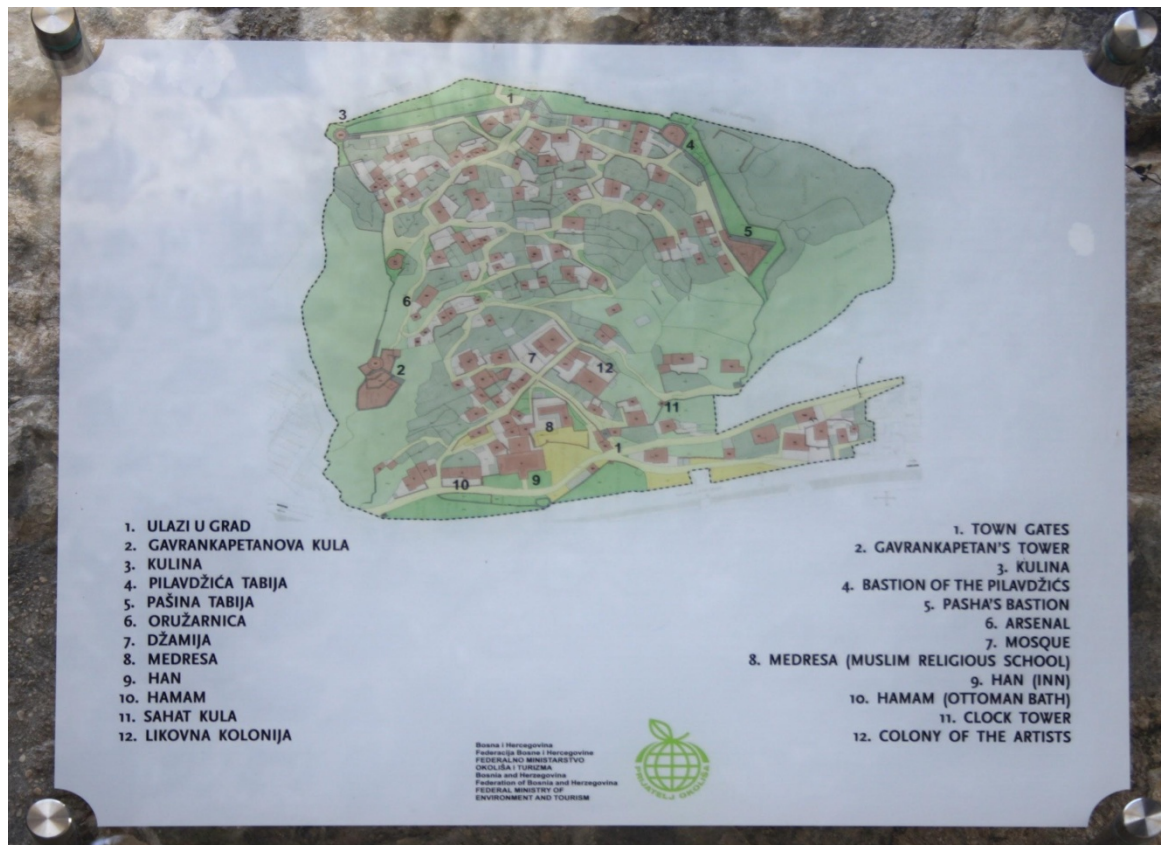 1
3
4
5
6
2
7
12
11
8
1
9
10
1. ULAZI U GRAD
2. GAVRANKAPETANOVA KULA
3. KULINA
4. PILAVDŽIĆA TABIJA
5. PAŠINA TABIJA
6. ORUŽARNICA
7. DŽAMIJA
8. MEDRESA
9. HAN
10. HAMAM
11. SAHAT KULA
12. LIKOVNA KOLONIJA
1. TOWN GATES
2. GAVRANKAPETAN'S TOWER
3. KULINA
4. BASTION OF THE PILAVDŽIĆS
5. PASHA'S BASTION
6. ARSENAL
7. MOSQUE
8. MEDRESA (MUSLIM RELIGIOUS SCHOOL)
9. HAN (INN)
10. HAMAM (OTTOMAN BATH)
11. CLOCK TOWER
12. COLONY OF THE ARTISTS
Bosna i Hercegovina
Federacija Bosne i Hercegovine
FEDERALNO MINISTARSTVO
OKOLIŠA I TURIZMA
Bosnia and Herzegovina
Federation of Bosnia and Herzegovina
FEDERAL MINISTRY OF
ENVIRONMENT AND TOURISM
PRIJATELJ OKOLIŠA